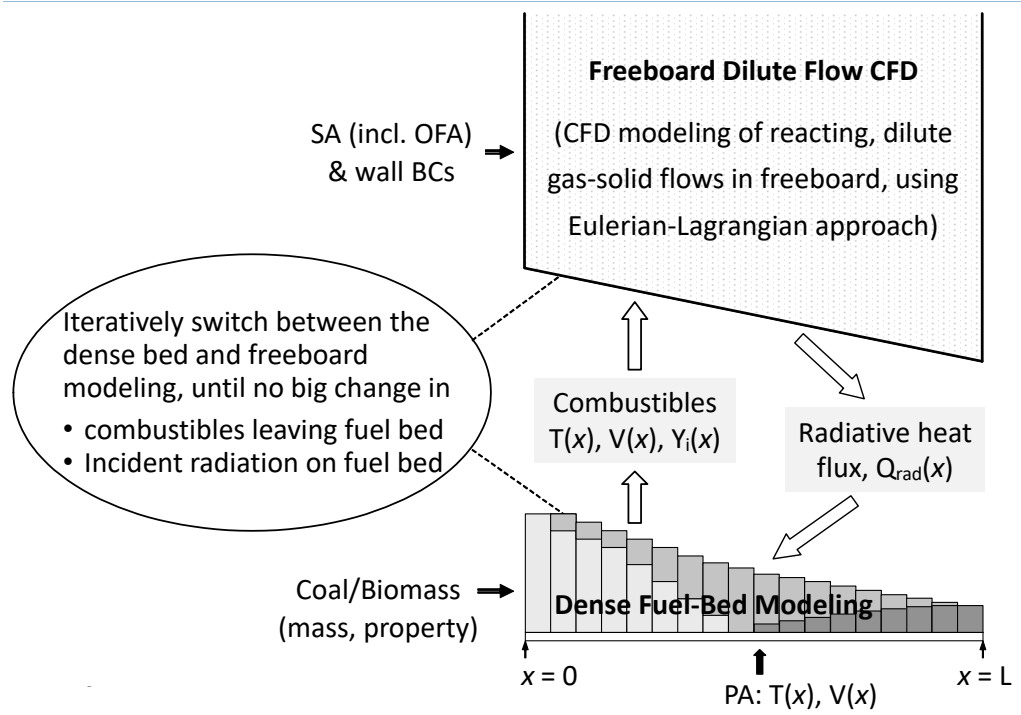 Freeboard Dilute Flow CFD
(CFD modeling of reacting, dilute
gas-solid flows in freeboard, using
Eulerian-Lagrangian approach)
SA (incl. OFA)
& wall BCs
Iteratively switch between the
dense bed and freeboard
modeling, until no big change in
• combustibles leaving fuel bed
• Incident radiation on fuel bed
Combustibles
T(x), V(x), Yi(x)
Radiative heat
flux, Qrad(x)
Coal/Biomass
(mass, property)
Dense Fuel-Bed Modeling
x = 0
PA: T(x), V(x)
x = L